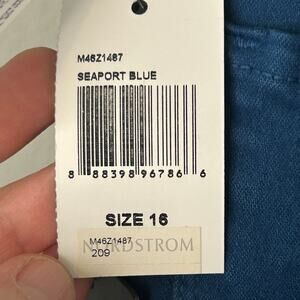 M46Z1487
SEAPORT BLUE
8 88398 96786 6
SIZE 16
NORDSTROM
M46Z1487
209